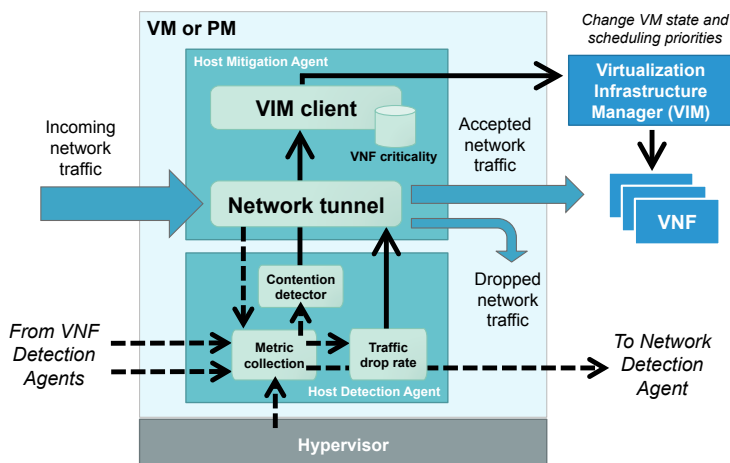 VM or PM
Change VM state and
scheduling priorities
Host Mitigation Agent
VIM client
VNF criticality
Virtualization
Infrastructure
Manager (VIM)
Incoming
network
traffic
Accepted
network
traffic
Network tunnel
VNF
Contention
detector
Dropped
network
traffic
From VNF
Detection
Agents
Metric
collection
Traffic
drop rate
To Network
Detection
Agent
Host Detection Agent
Hypervisor